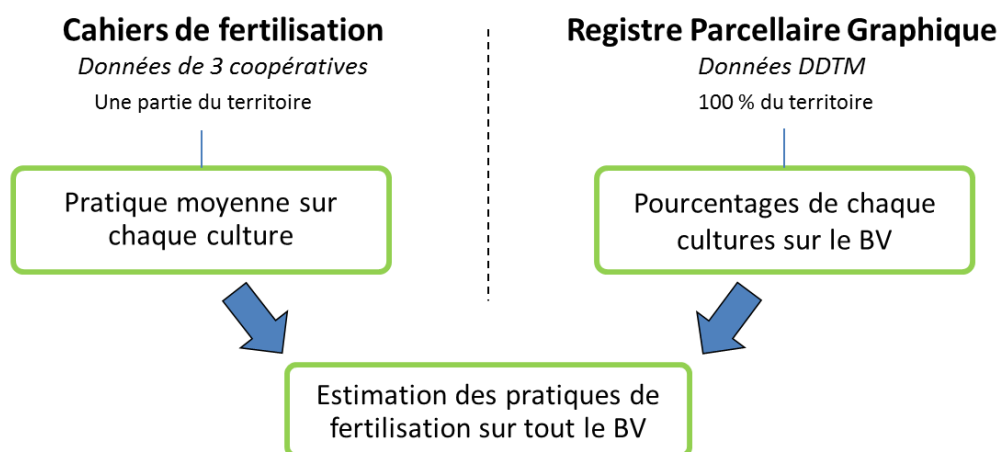 Cahiers de fertilisation
Données de 3 coopératives
Une partie du territoire
Pratique moyenne sur
chaque culture
Registre Parcellaire Graphique
Données DDTM
100 % du territoire
Pourcentages de chaque
cultures sur le BV
Estimation des pratiques de
fertilisation sur tout le BV